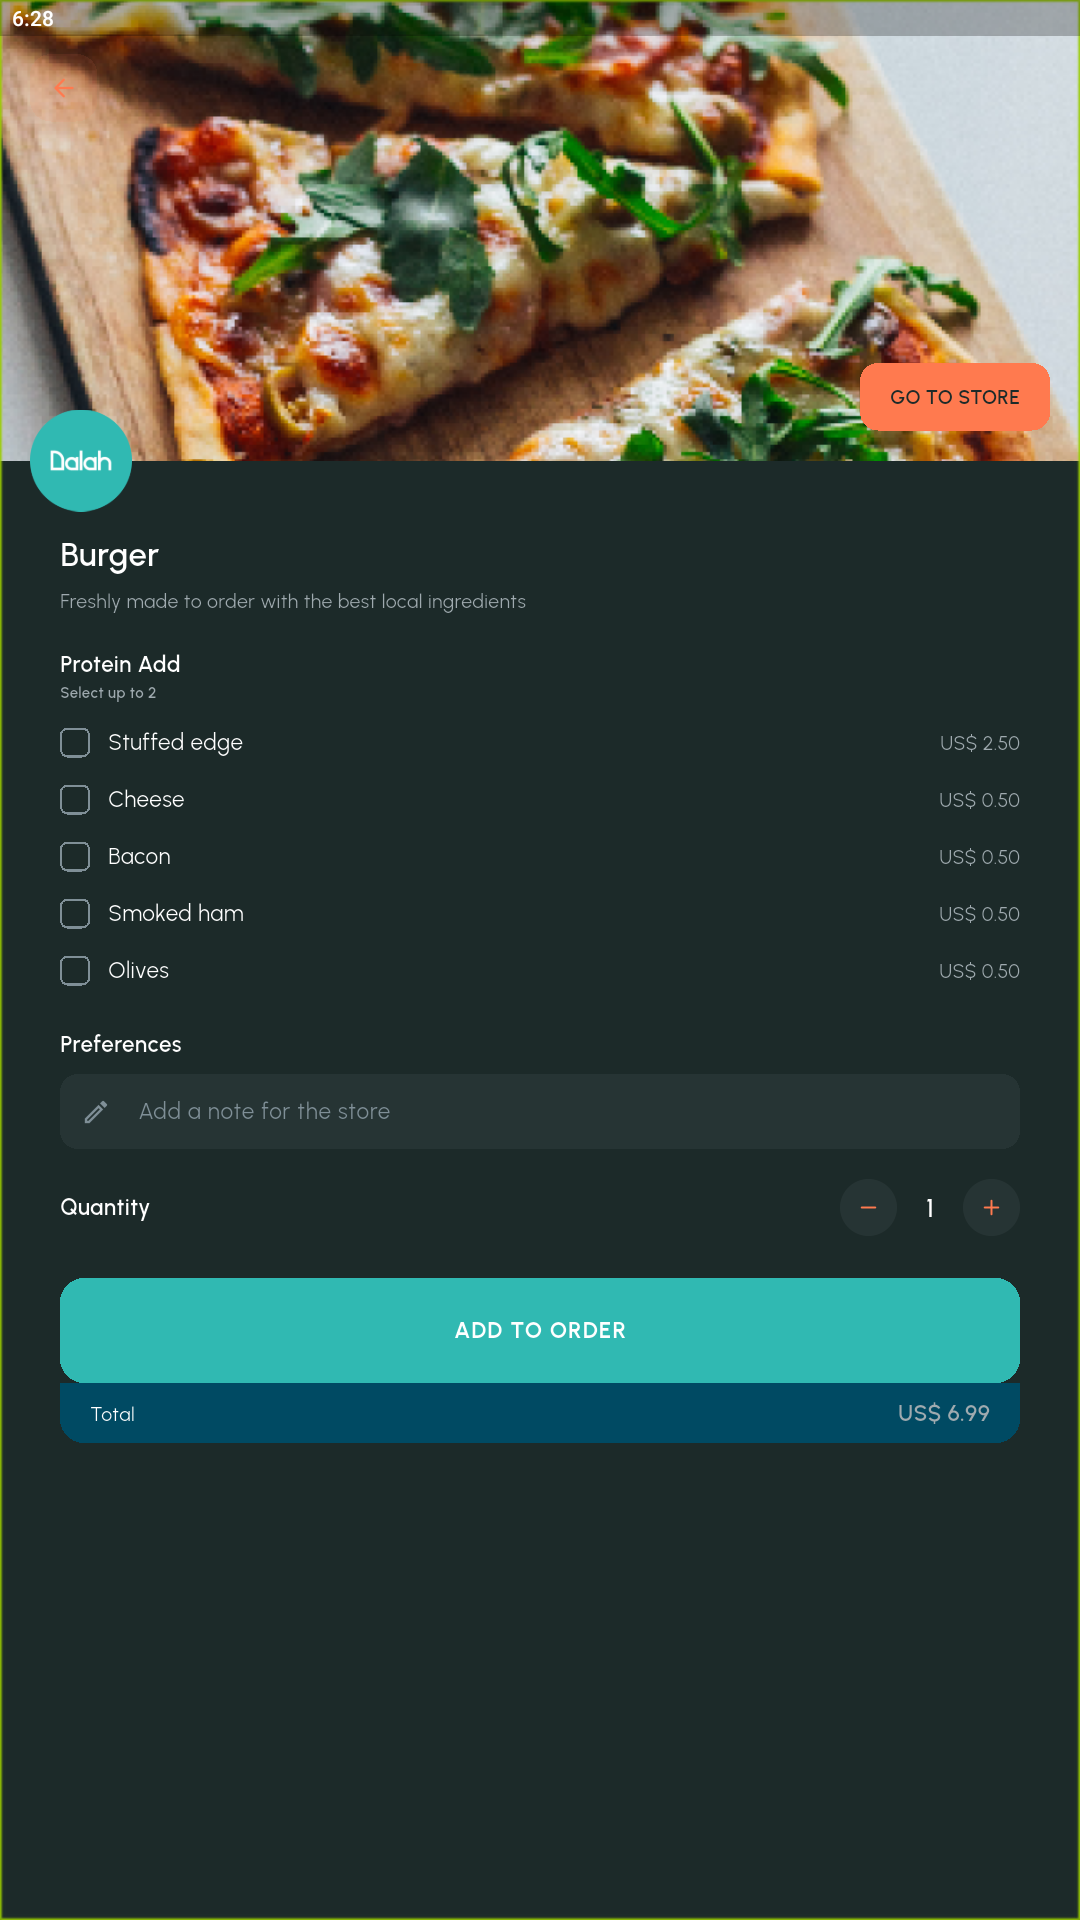 6:28
GO TO STORE
Dalah
Burger
Freshly made to order with the best local ingredients
Protein Add
Select up to 2
Stuffed edge US$ 2.50
Cheese US$ 0.50
Bacon US$ 0.50
Smoked ham US$ 0.50
Olives US$ 0.50
Preferences
Add a note for the store
Quantity 1
ADD TO ORDER
Total US$ 6.99